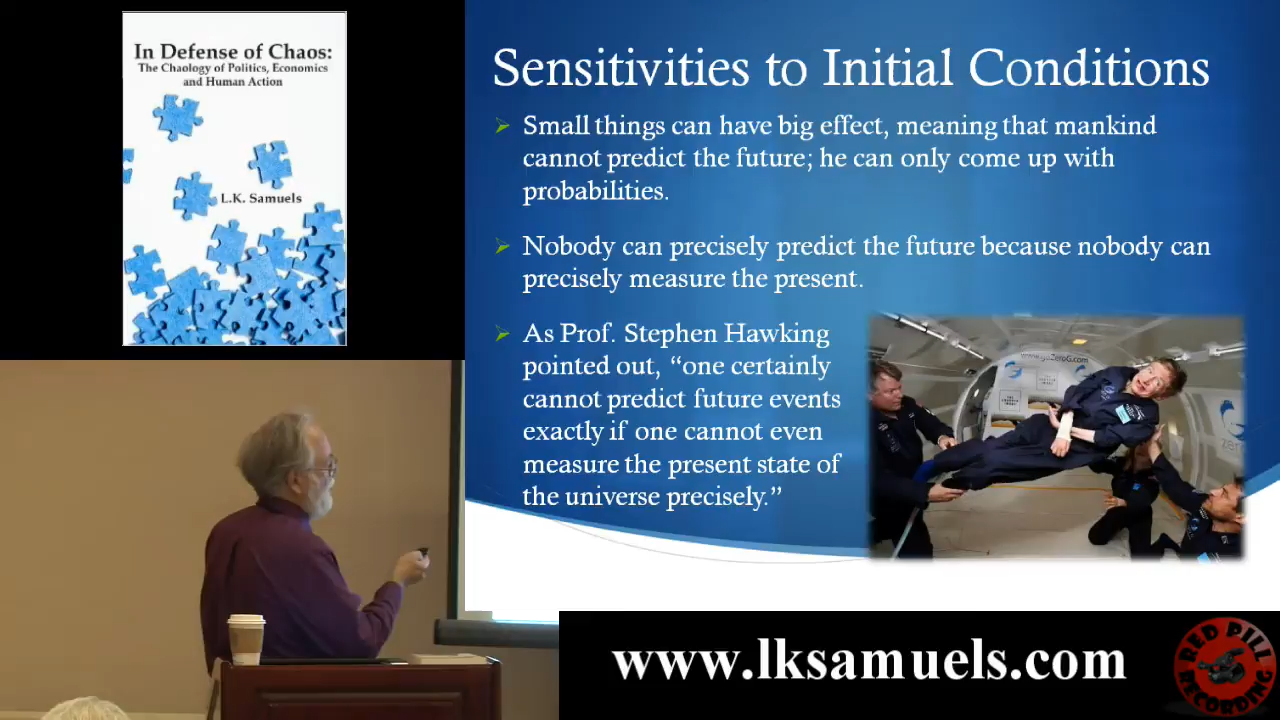 In Defense of Chaos:
The Chaology of Politics, Economics
and Human Action
L.K. Samuels
Sensitivities to Initial Conditions
Small things can have big effect, meaning that mankind
cannot predict the future; he can only come up with
probabilities.
Nobody can precisely predict the future because nobody can
precisely measure the present.
As Prof. Stephen Hawking
pointed out, “one certainly
cannot predict future events
exactly if one cannot even
measure the present state of
the universe precisely.”
www.goZeroG.com
www.lksamuels.com
RED PILL
RECORDING